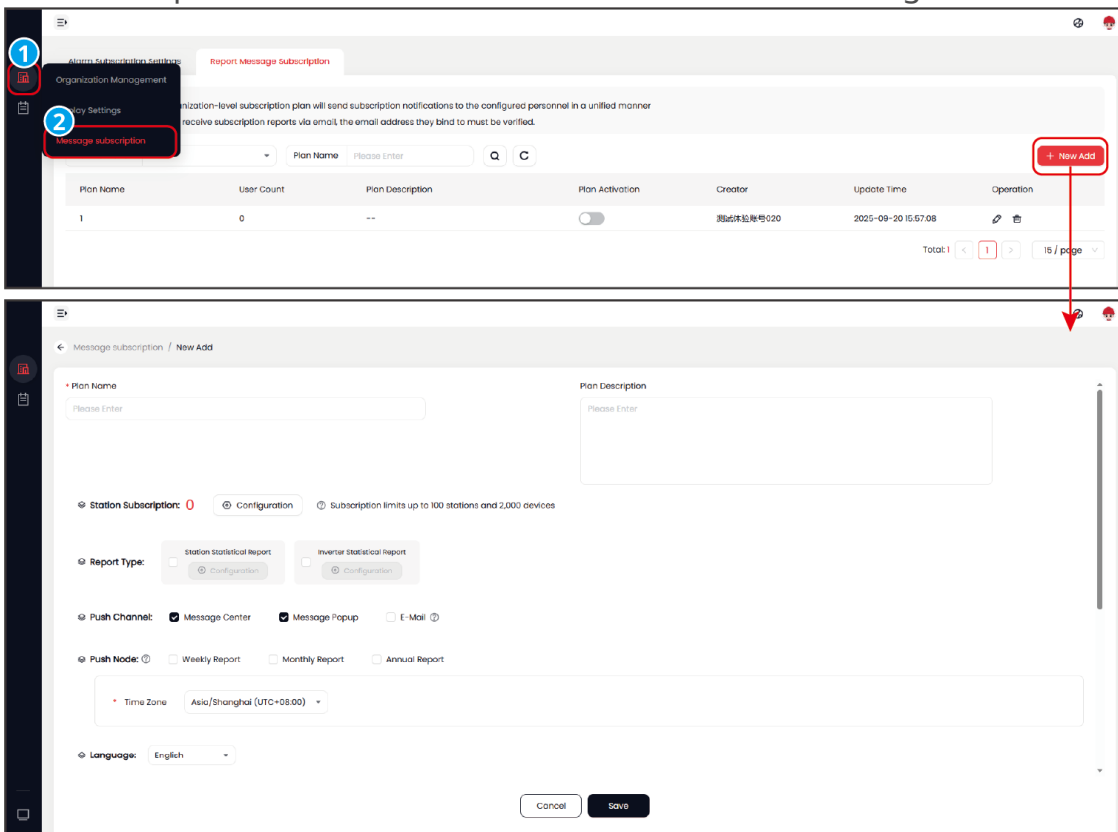 1
Alarm Subscription Settings
Report Message Subscription
Organization Management
nization-level subscription plan will send subscription notifications to the configured personnel in a unified manner
2
play Settings
receive subscription reports via email, the email address they bind to must be verified.
Message subscription
Plan Name
Please Enter
+ New Add
Plan Name User Count Plan Description Plan Activation Creator Update Time Operation
1 0 -- 测试体验账号020 2025-09-20 15:57:08
Total: 1 < 1 > 15 / page
← Message subscription / New Add
* Plan Name
Plan Description
Please Enter
Please Enter
Station Subscription: 0 Configuration Subscription limits up to 100 stations and 2,000 devices
Station Statistical Report
Inverter Statistical Report
Report Type:
Configuration
Configuration
Push Channel: Message Center Message Popup E-Mail
Push Node: Weekly Report Monthly Report Annual Report
* Time Zone Asia/Shanghai (UTC+08:00)
Language: English
Cancel Save